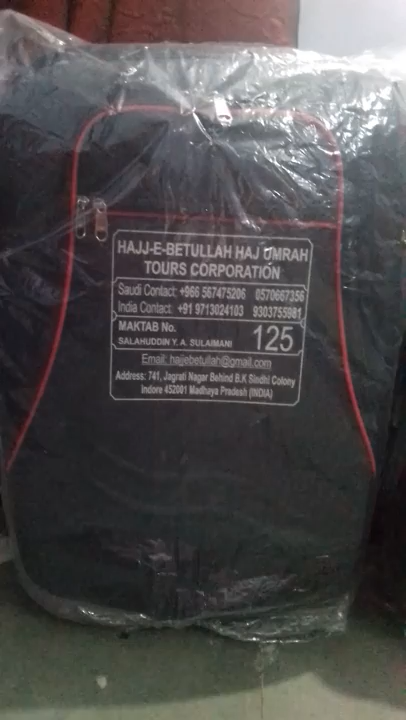 HAJJ-E-BETULLAH HAJ UMRAH
TOURS CORPORATION
Saudi Contact: +966 567475206 0570667356
India Contact: +91 9713024103 9303755981
MAKTAB No. 125
SALAHUDDIN Y. A. SULAIMANI
Email: hajjebetullah@gmail.com
Address: 741, Jagrati Nagar Behind B.K Sindhi Colony
Indore 452001 Madhaya Pradesh (INDIA)